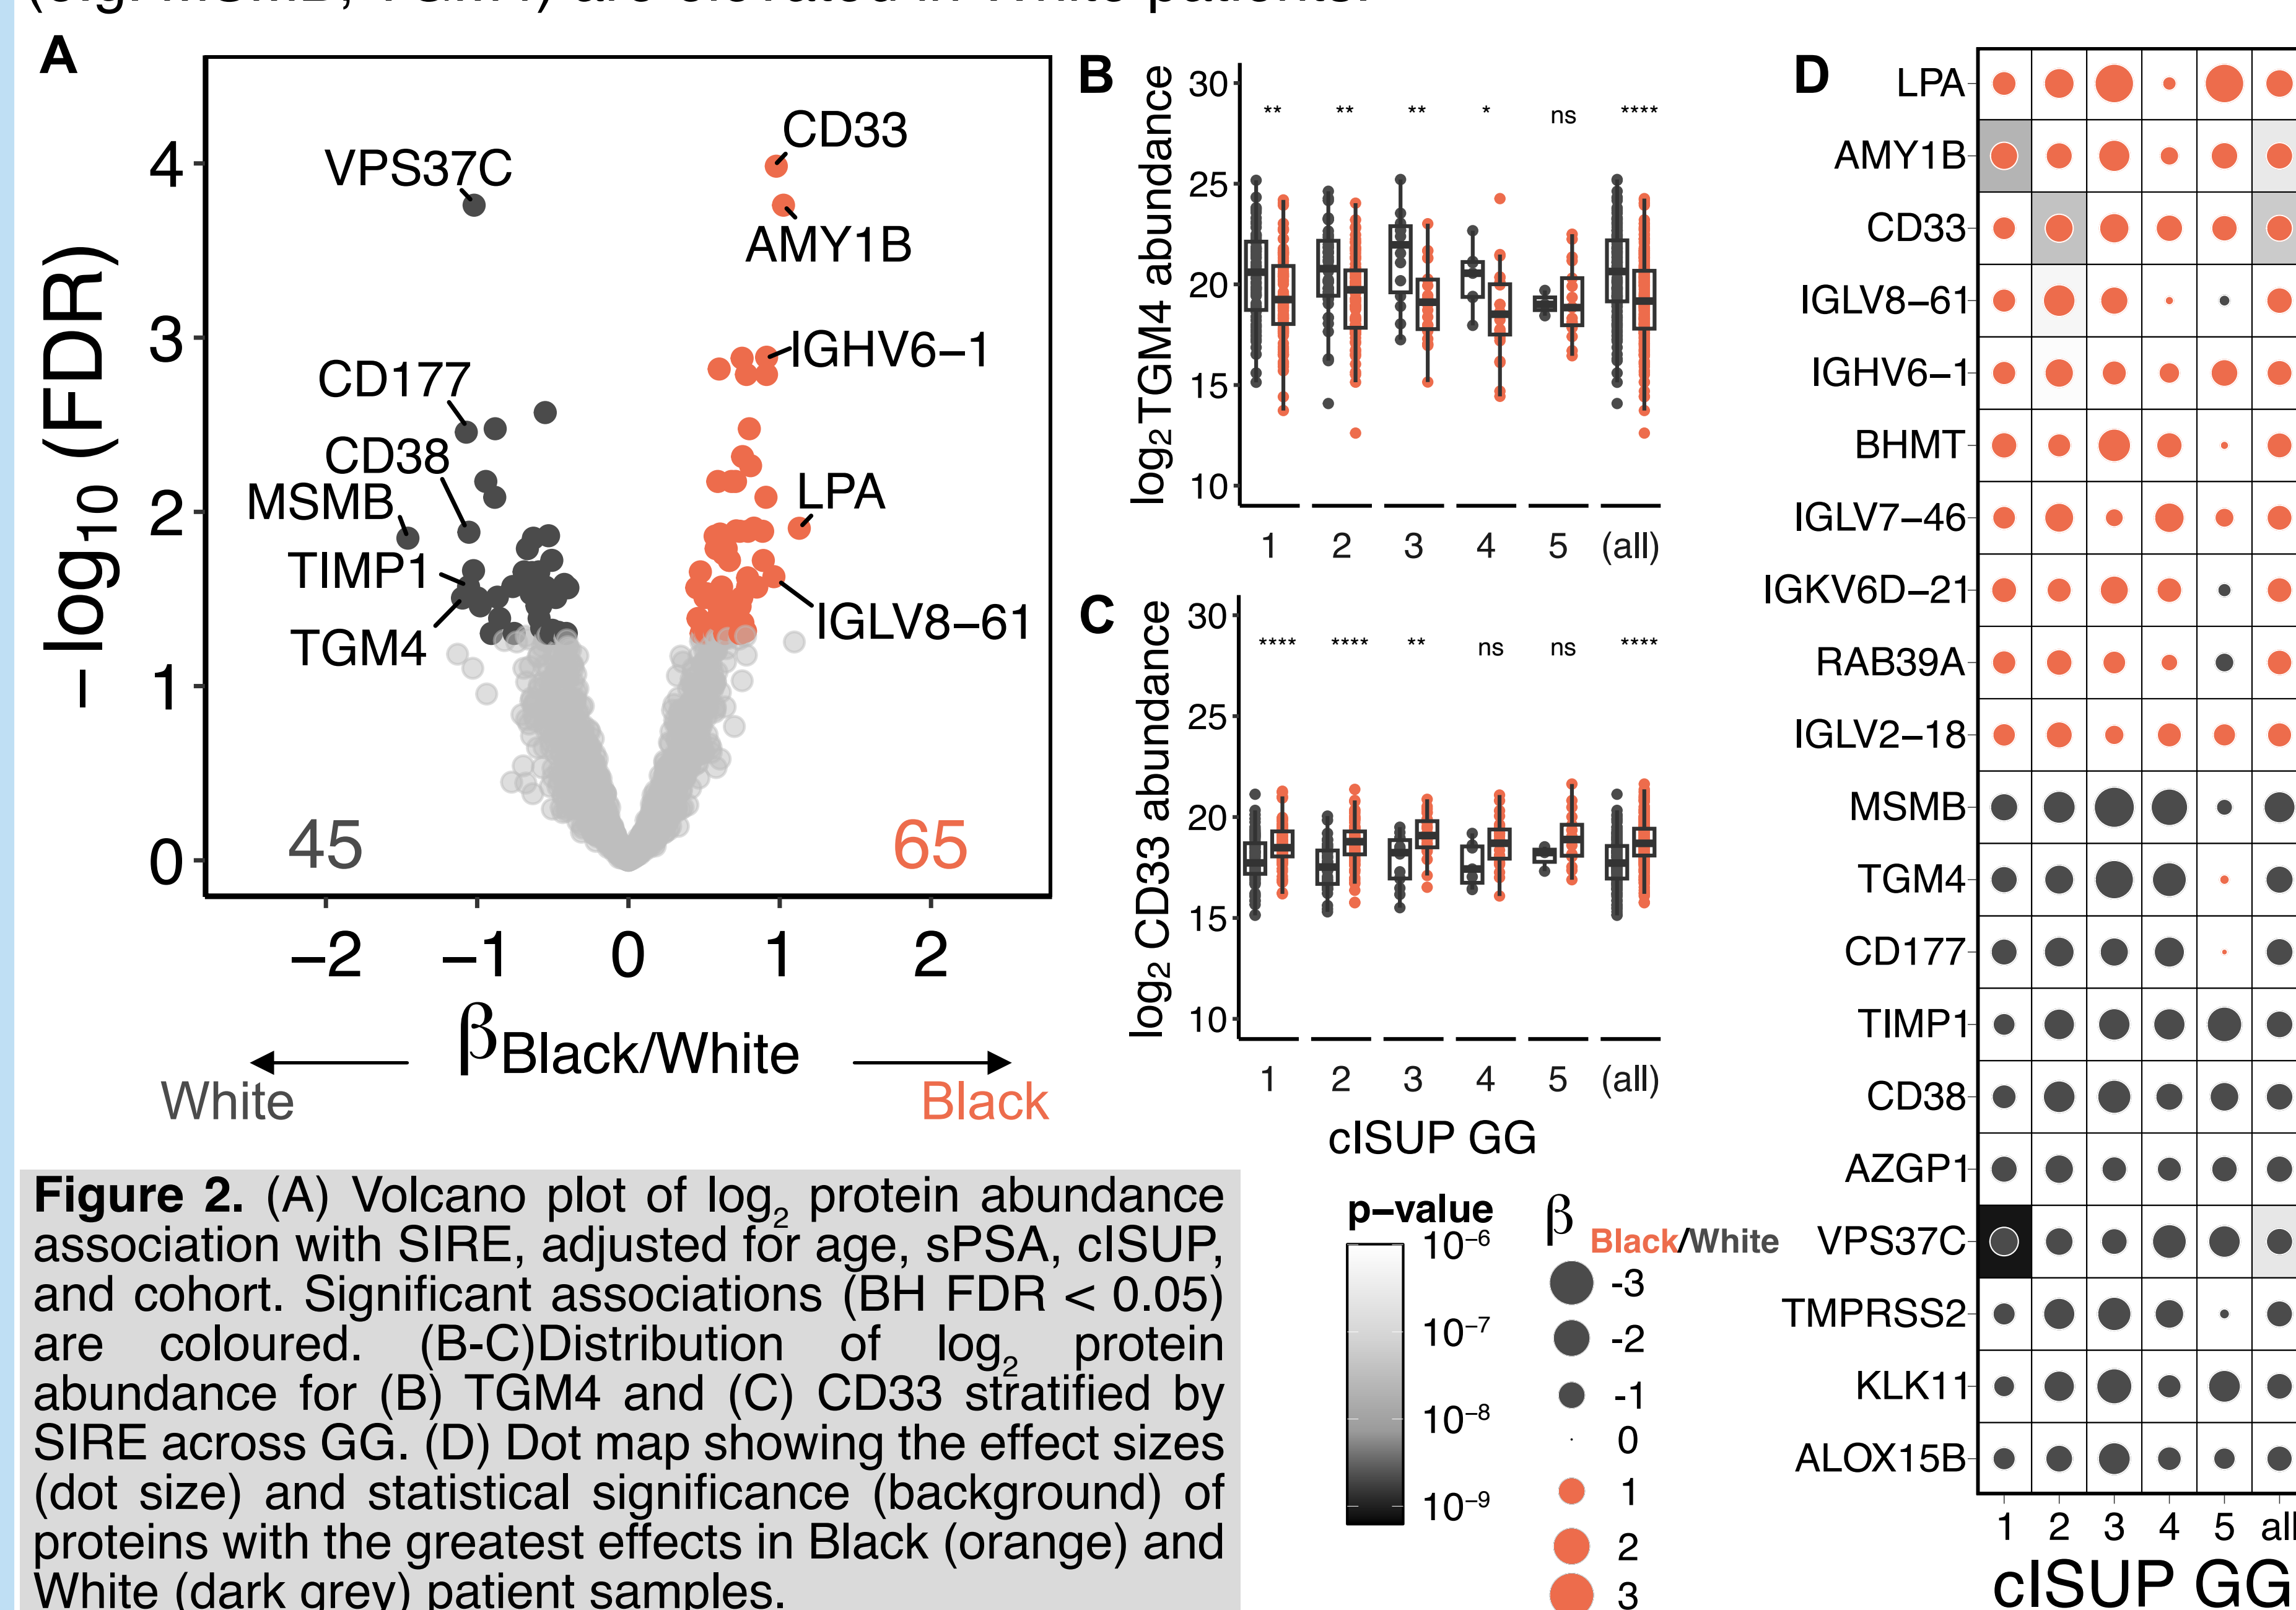 (e.g. MSMB, TGM4) are elevated in White patients.
A
− log10 (FDR)
4
3
2
1
0
VPS37C
CD33
AMY1B
IGHV6−1
CD177
CD38
MSMB
LPA
TIMP1
TGM4
IGLV8−61
45
65
−2 −1 0 1 2
βBlack/White
White
Black
B
log2 TGM4 abundance
30
25
20
15
10
** ** ** * ns ****
1 2 3 4 5 (all)
C
log2 CD33 abundance
30
25
20
15
10
**** **** ** ns ns ****
1 2 3 4 5 (all)
cISUP GG
p−value
10−6
10−7
10−8
10−9
β Black/White
-3
-2
-1
0
1
2
3
D
LPA
AMY1B
CD33
IGLV8−61
IGHV6−1
BHMT
IGLV7−46
IGKV6D−21
RAB39A
IGLV2−18
MSMB
TGM4
CD177
TIMP1
CD38
AZGP1
VPS37C
TMPRSS2
KLK11
ALOX15B
1 2 3 4 5 all
cISUP GG
Figure 2. (A) Volcano plot of log2 protein abundance
association with SIRE, adjusted for age, sPSA, cISUP,
and cohort. Significant associations (BH FDR < 0.05)
are coloured. (B-C)Distribution of log2 protein
abundance for (B) TGM4 and (C) CD33 stratified by
SIRE across GG. (D) Dot map showing the effect sizes
(dot size) and statistical significance (background) of
proteins with the greatest effects in Black (orange) and
White (dark grey) patient samples.